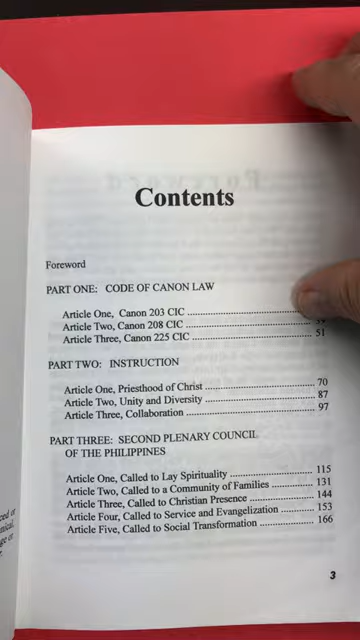 Contents
Foreword
PART ONE: CODE OF CANON LAW
Article One, Canon 203 CIC
Article Two, Canon 208 CIC
Article Three, Canon 225 CIC 51
PART TWO: INSTRUCTION
Article One, Priesthood of Christ 70
Article Two, Unity and Diversity 87
Article Three, Collaboration 97
PART THREE: SECOND PLENARY COUNCIL
OF THE PHILIPPINES
Article One, Called to Lay Spirituality 115
Article Two, Called to a Community of Families 131
Article Three, Called to Christian Presence 144
Article Four, Called to Service and Evangelization 153
Article Five, Called to Social Transformation 166
3